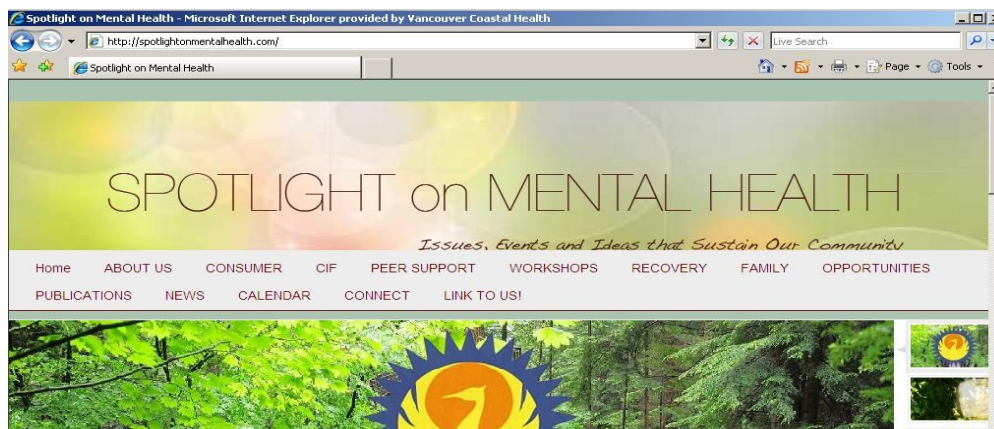 Spotlight on Mental Health - Microsoft Internet Explorer provided by Vancouver Coastal Health
http://spotlightonmentalhealth.com/
Live Search
Spotlight on Mental Health
Page
Tools
SPOTLIGHT on MENTAL HEALTH
Issues, Events and Ideas that Sustain Our Community
Home ABOUT US CONSUMER CIF PEER SUPPORT WORKSHOPS RECOVERY FAMILY OPPORTUNITIES
PUBLICATIONS NEWS CALENDAR CONNECT LINK TO US!